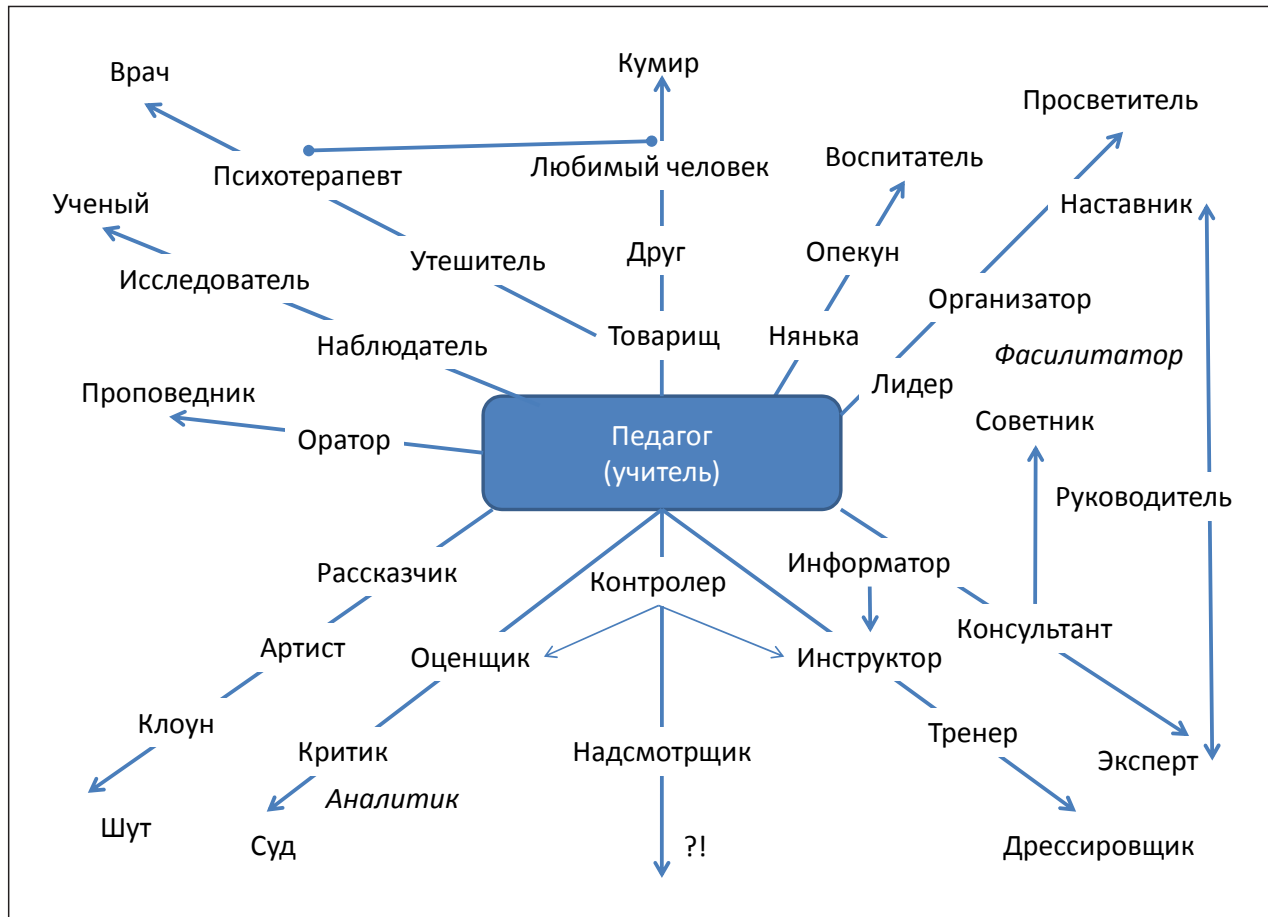 Кумир
Врач
Просветитель
Воспитатель
Любимый человек
Психотерапевт
Ученый
Наставник
Друг
Опекун
Утешитель
Исследователь
Организатор
Товарищ
Нянька
Наблюдатель
Фасилитатор
Лидер
Проповедник
Советник
Оратор
Педагог
(учитель)
Руководитель
Информатор
Рассказчик
Контролер
Консультант
Артист
Оценщик
Инструктор
Клоун
Тренер
Критик
Надсмотрщик
Эксперт
Аналитик
Шут
Суд
?!
Дрессировщик